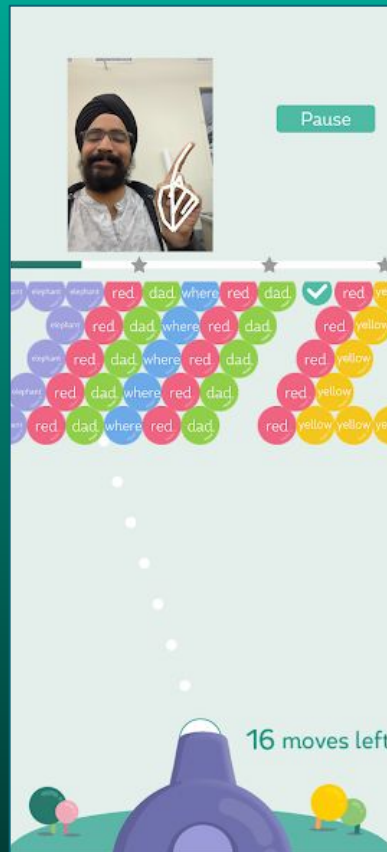 Pause
elephant elephant red dad where red dad red
elephant red dad where red dad red yellow
elephant red dad where red dad red yellow
elephant red dad where red dad red yellow
red dad where red dad red yellow yellow
16 moves left